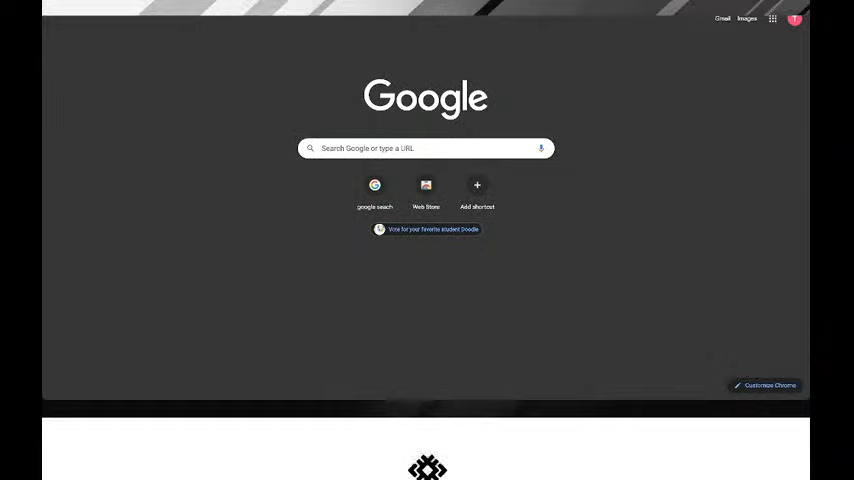 Gmail Images
T
Google
Search Google or type a URL
google seach Web Store Add shortcut
Vote for your favorite student Doodle
Customize Chrome